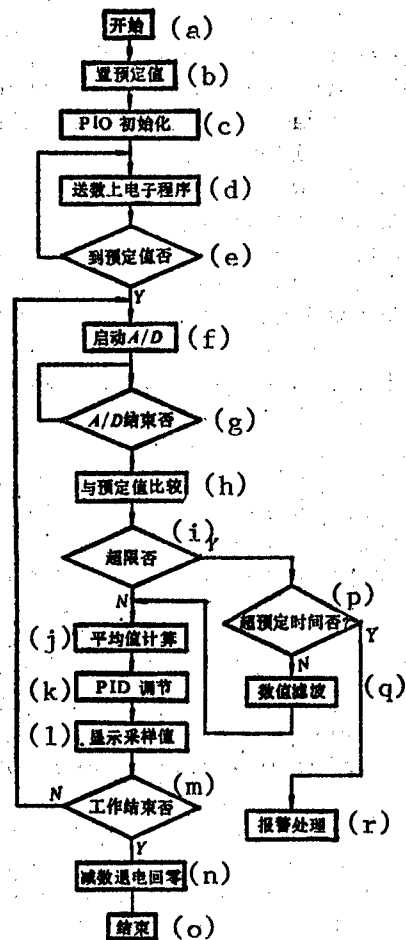 开始 (a)
置预定值 (b)
PIO 初始化 (c)
送数上电子程序 (d)
到预定值否 (e)
Y
启动A/D (f)
A/D结束否 (g)
与预定值比较 (h)
超限否 (i)
Y
N
超预定时间否 (p)
Y
N
(j) 平均值计算
数值滤波 (q)
(k) PID 调节
(l) 显示采样值
工作结束否 (m)
N
Y
报警处理 (r)
减数退电回零 (n)
结束 (o)